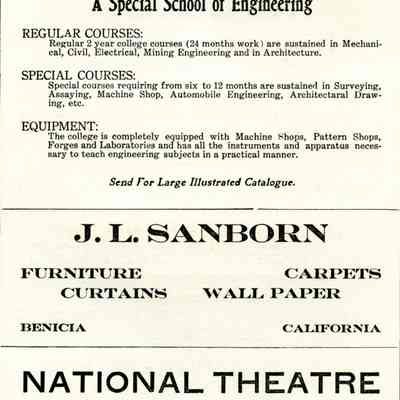 A Special School of Engineering
REGULAR COURSES:
Regular 2 year college courses (24 months work) are sustained in Mechani-
cal, Civil, Electrical, Mining Engineering and in Architecture.
SPECIAL COURSES:
Special courses requiring from six to 12 months are sustained in Surveying,
Assaying, Machine Shop, Automobile Engineering, Architectaral Draw-
ing, etc.
EQUIPMENT:
The college is completely equipped with Machine Shops, Pattern Shops,
Forges and Laboratories and has all the instruments and apparatus neces-
sary to teach engineering subjects in a practical manner.
Send For Large Illustrated Catalogue.
J. L. SANBORN
FURNITURE CARPETS
CURTAINS WALL PAPER
BENICIA CALIFORNIA
NATIONAL THEATRE